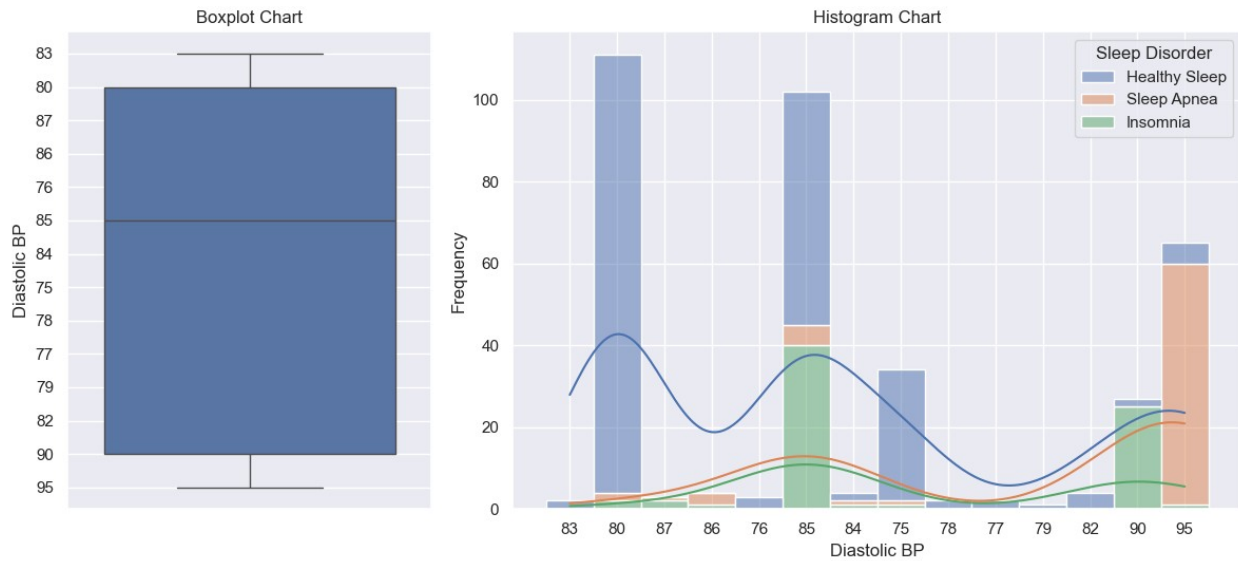 Boxplot Chart
Diastolic BP
83
80
87
86
76
85
84
75
78
77
79
82
90
95
Histogram Chart
Frequency
100
80
60
40
20
0
Sleep Disorder
Healthy Sleep
Sleep Apnea
Insomnia
83 80 87 86 76 85 84 75 78 77 79 82 90 95
Diastolic BP